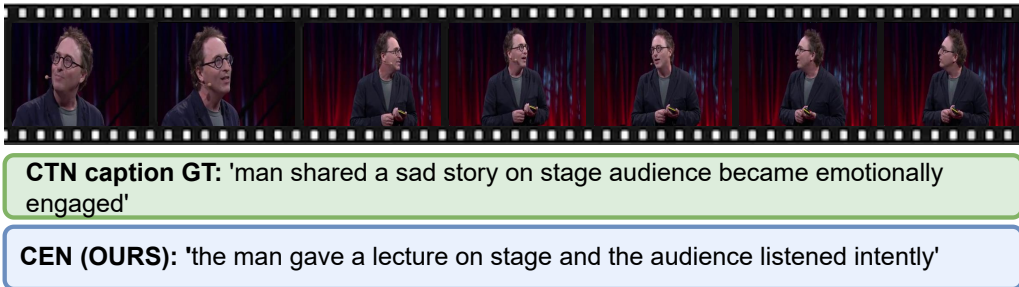 CTN caption GT: 'man shared a sad story on stage audience became emotionally
engaged'
CEN (OURS): 'the man gave a lecture on stage and the audience listened intently'